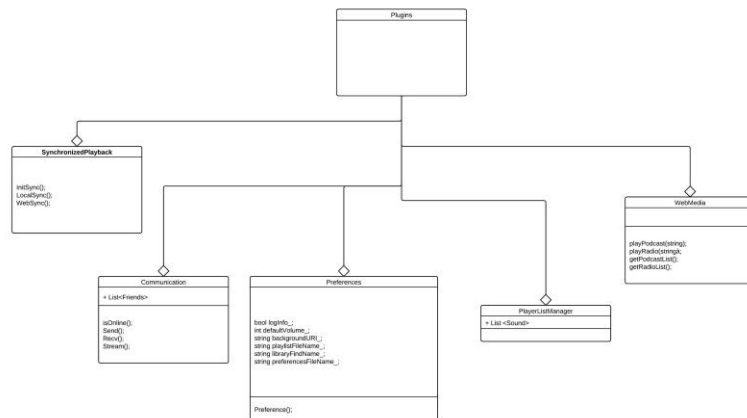 Plugins
SynchronizedPlayback
InitSync();
LocalSync();
WebSync();
WebMedia
playPodcast(string);
playRadio(string);
getPodcastList();
getRadioList();
Communication
+ List<Friends>
isOnline();
Send();
Recv();
Stream();
Preferences
bool logInfo_;
int defaultVolume_;
string backgroundURI_;
string playlistFileName_;
string libraryFindName_;
string preferencesFileName_;
Preference();
PlayerListManager
+ List <Sound>